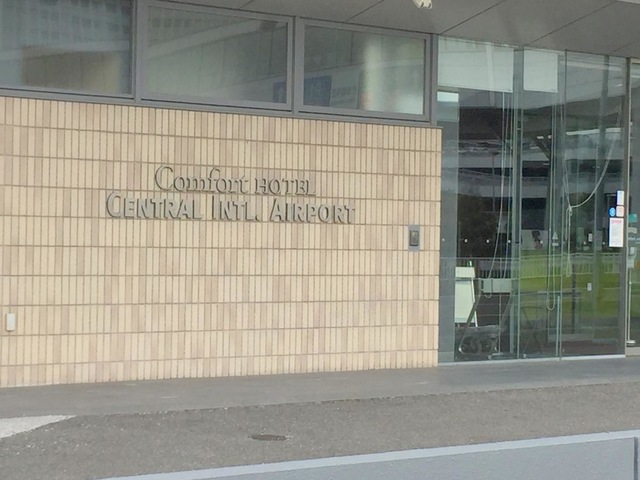 Comfort HOTEL
CENTRAL INTL. AIRPORT